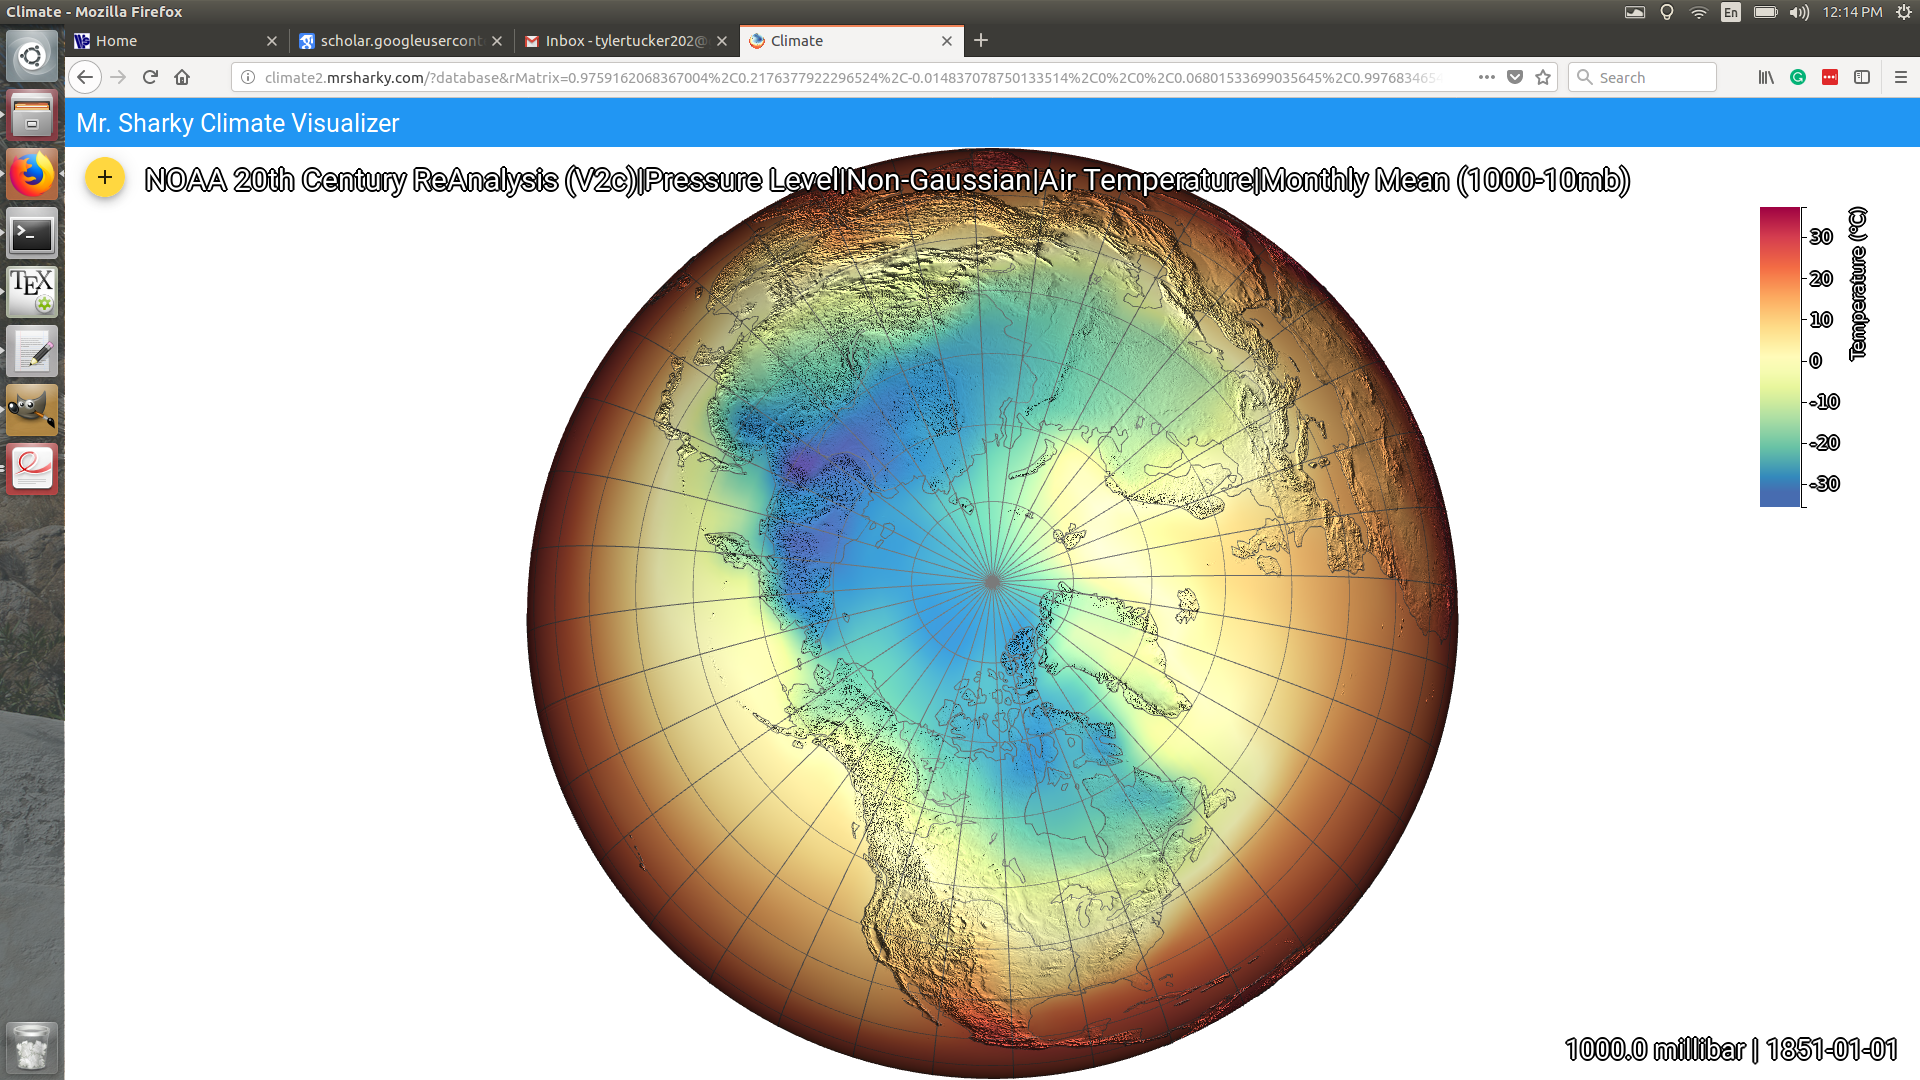 Climate - Mozilla Firefox
En
12:14 PM
Home
scholar.googleusercont
Inbox - tylertucker202@
Climate
climate2.mrsharky.com/?database&rMatrix=0.9759162068367004%2C0.2176377922296524%2C-0.014837078750133514%2C0%2C0%2C0.06801533699035645%2C0.997683465
Search
Mr. Sharky Climate Visualizer
+
NOAA 20th Century ReAnalysis (V2c)|Pressure Level|Non-Gaussian|Air Temperature|Monthly Mean (1000-10mb)
30
20
10
0
-10
-20
-30
Temperature (°C)
TEX
1000.0 millibar | 1851-01-01